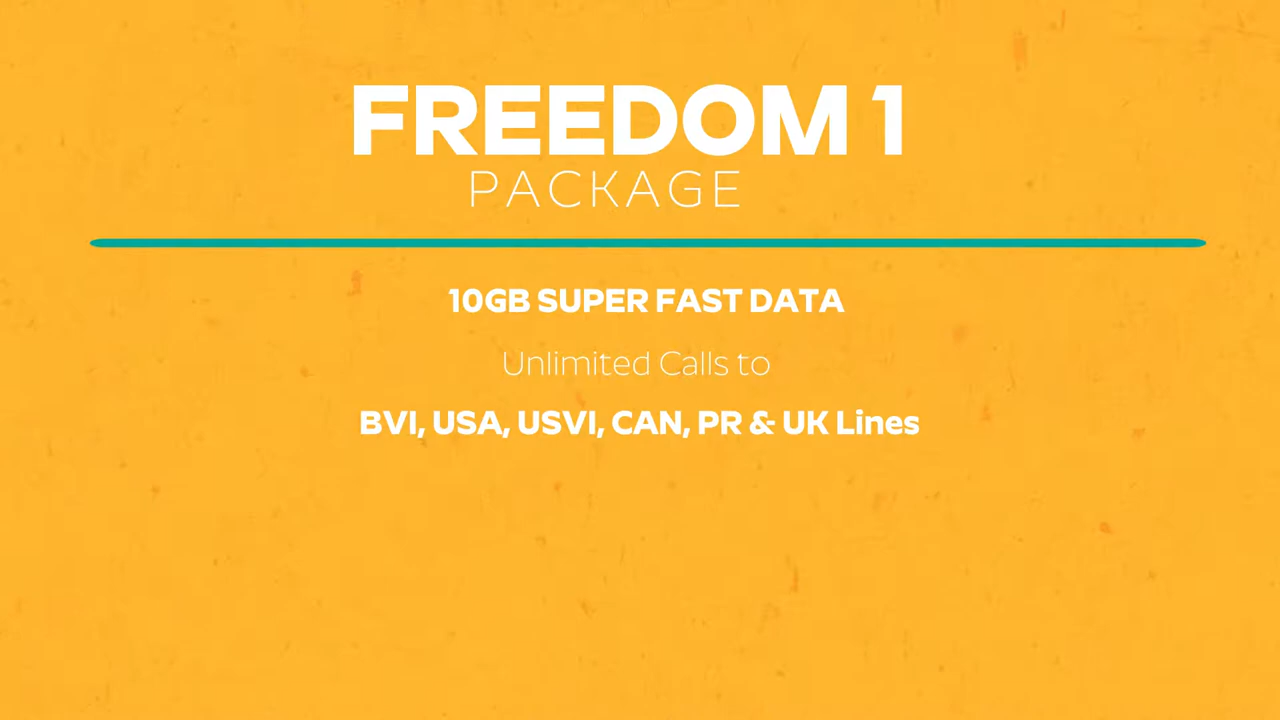 FREEDOM 1
PACKAGE
10GB SUPER FAST DATA
Unlimited Calls to
BVI, USA, USVI, CAN, PR & UK Lines